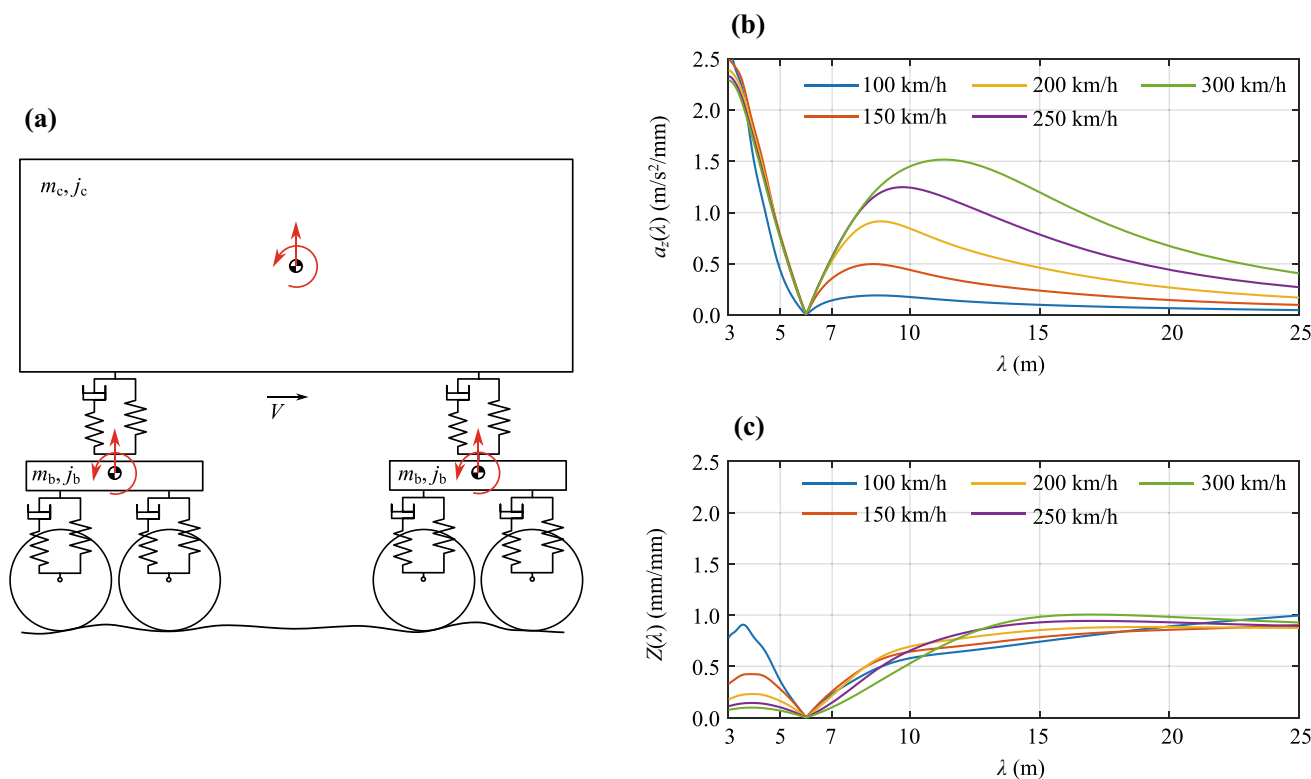 (a)
m_c, j_c
V
m_b, j_b
m_b, j_b
(b)
a_z(λ) (m/s²/mm)
2.5
2.0
1.5
1.0
0.5
0.0
100 km/h 200 km/h 300 km/h
150 km/h 250 km/h
3 5 7 10 15 20 25
λ (m)
(c)
Z(λ) (mm/mm)
2.5
2.0
1.5
1.0
0.5
0.0
100 km/h 200 km/h 300 km/h
150 km/h 250 km/h
3 5 7 10 15 20 25
λ (m)